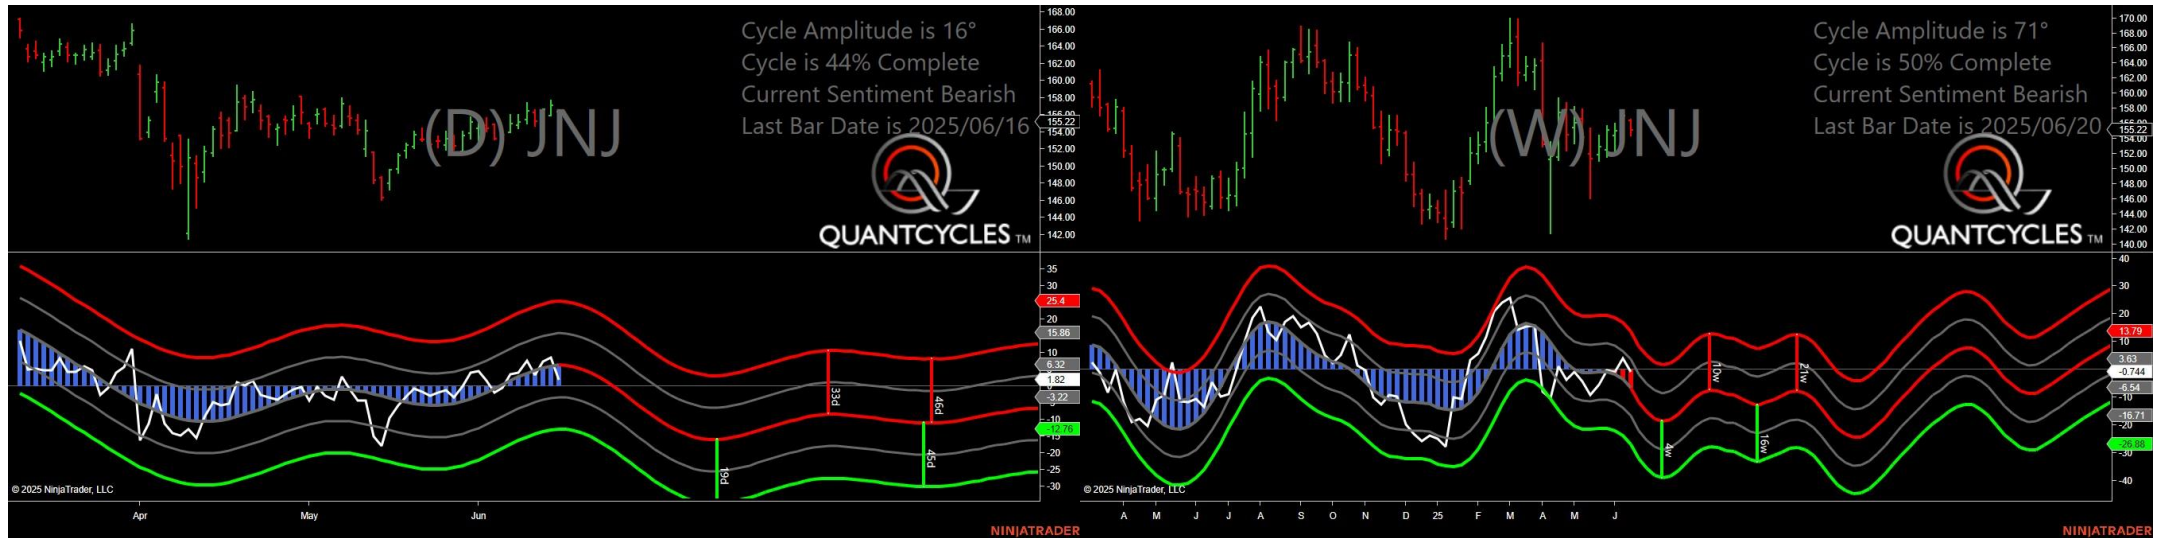 Cycle Amplitude is 16°
Cycle is 44% Complete
Current Sentiment Bearish
Last Bar Date is 2025/06/16
(D) JNJ
QUANTCYCLES TM
168.00
166.00
164.00
162.00
160.00
158.00
155.22
154.00
152.00
150.00
148.00
146.00
144.00
142.00
35
30
25.4
20
15.86
10
6.32
1.82
-3.22
-10
-12.76
-15
-20
-25
-30
19d
33d
45d
46d
© 2025 NinjaTrader, LLC
Apr
May
Jun
NINJATRADER
Cycle Amplitude is 71°
Cycle is 50% Complete
Current Sentiment Bearish
Last Bar Date is 2025/06/20
(W) JNJ
QUANTCYCLES TM
170.00
168.00
166.00
164.00
162.00
160.00
158.00
155.22
154.00
152.00
150.00
148.00
146.00
144.00
142.00
140.00
40
30
20
13.79
10
3.63
-0.744
-6.54
-10
-16.71
-20
-26.88
-40
4w
10w
16w
21w
© 2025 NinjaTrader, LLC
A
M
J
J
A
S
O
N
D
25
F
M
A
M
J
NINJATRADER